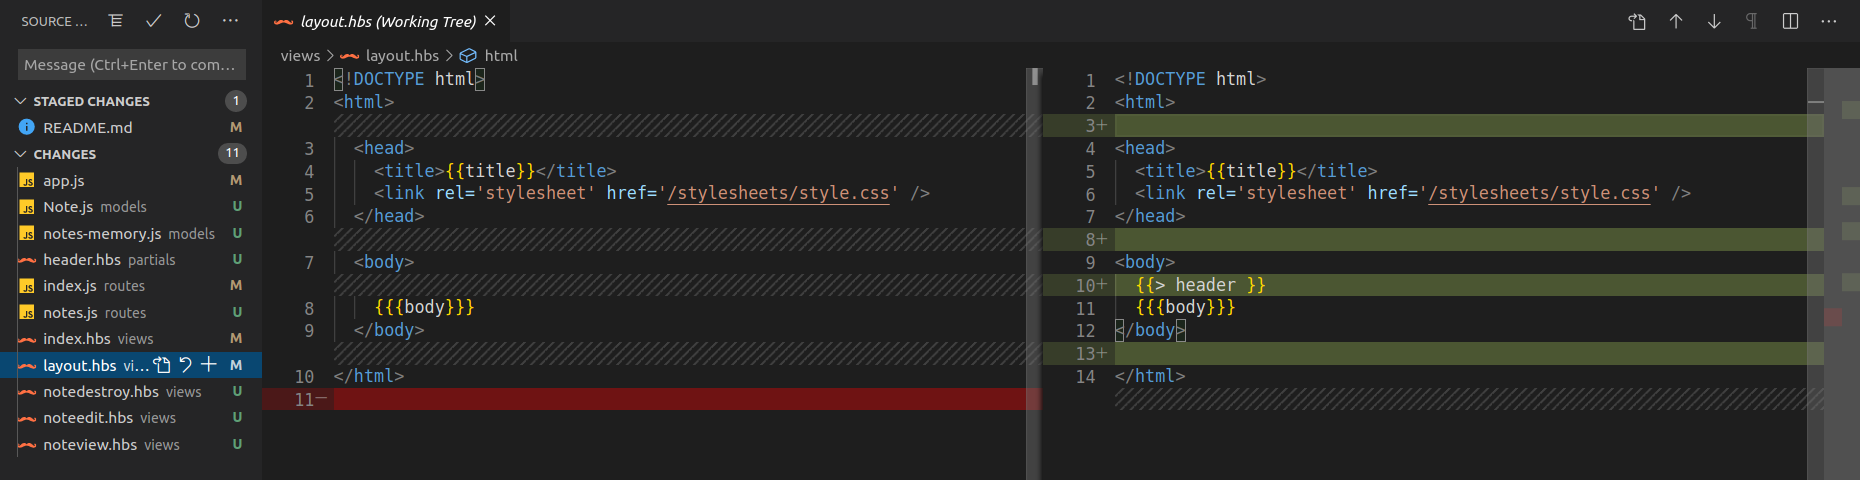 SOURCE ...
Message (Ctrl+Enter to com...
STAGED CHANGES 1
README.md M
CHANGES 11
JS app.js M
JS Note.js models U
JS notes-memory.js models U
header.hbs partials U
JS index.js routes M
JS notes.js routes U
index.hbs views M
layout.hbs vi... M
notedestroy.hbs views U
noteedit.hbs views U
noteview.hbs views U
layout.hbs (Working Tree)
views > layout.hbs > html
1 <!DOCTYPE html>
2 <html>
3 <head>
4 <title>{{title}}</title>
5 <link rel='stylesheet' href='/stylesheets/style.css' />
6 </head>
7 <body>
8 {{{body}}}
9 </body>
10 </html>
11—
1 <!DOCTYPE html>
2 <html>
3+
4 <head>
5 <title>{{title}}</title>
6 <link rel='stylesheet' href='/stylesheets/style.css' />
7 </head>
8+
9 <body>
10+ {{> header }}
11 {{{body}}}
12 </body>
13+
14 </html>